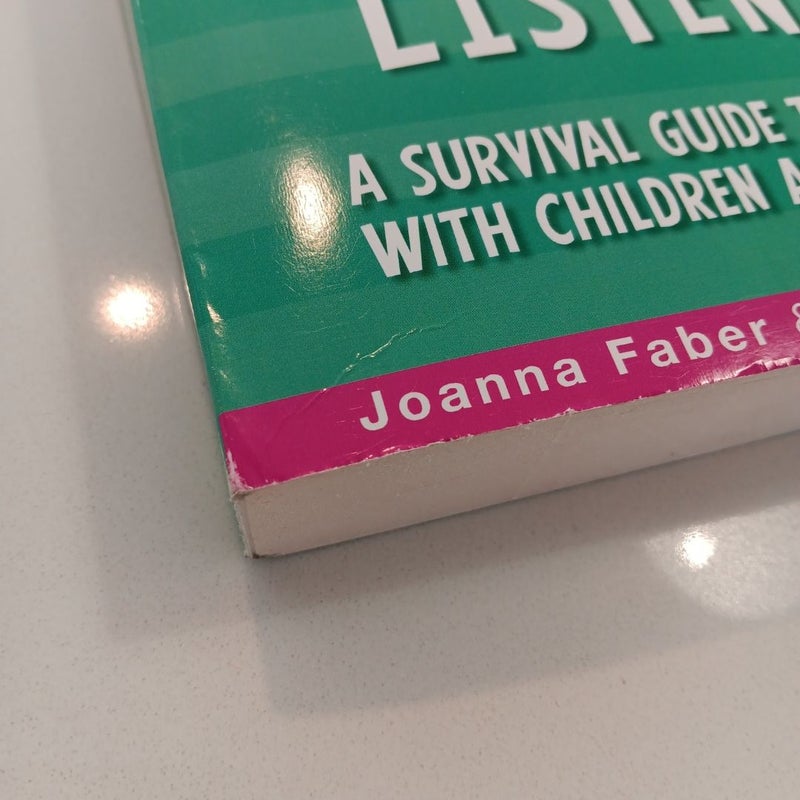 LISTEN
A SURVIVAL GUIDE T
WITH CHILDREN A
Joanna Faber &